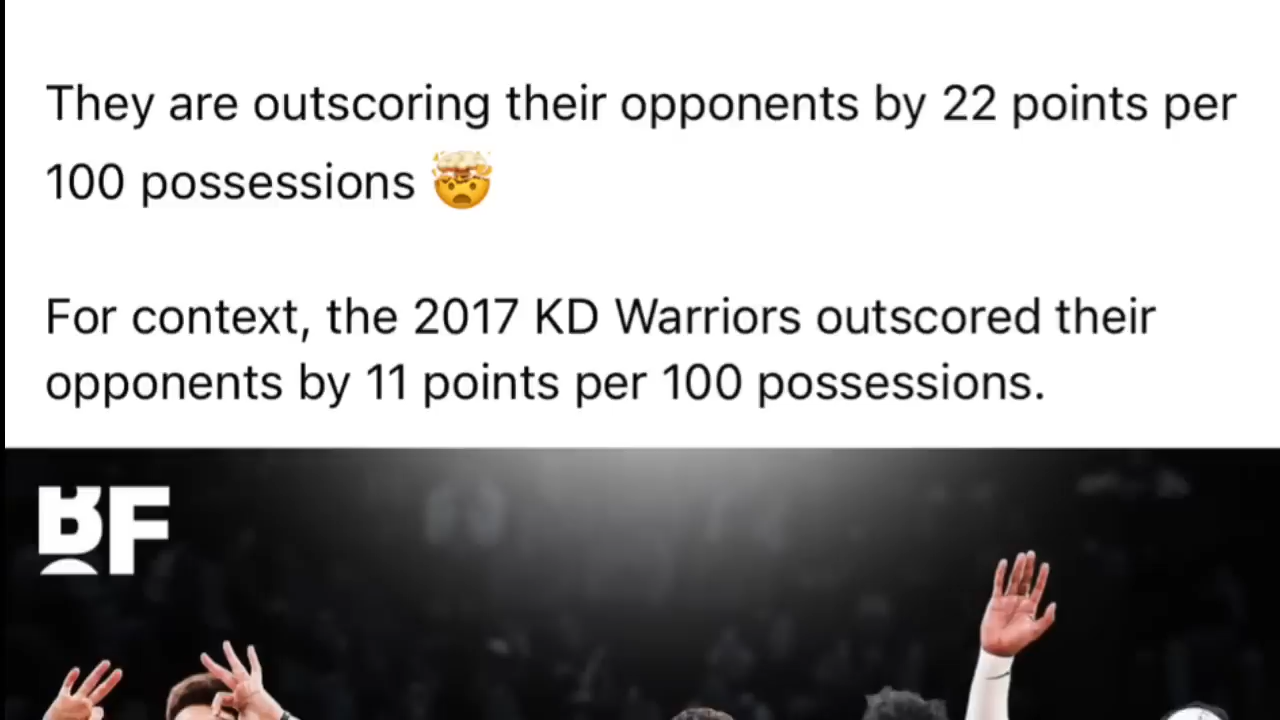 They are outscoring their opponents by 22 points per
100 possessions 🤯
For context, the 2017 KD Warriors outscored their
opponents by 11 points per 100 possessions.
BF